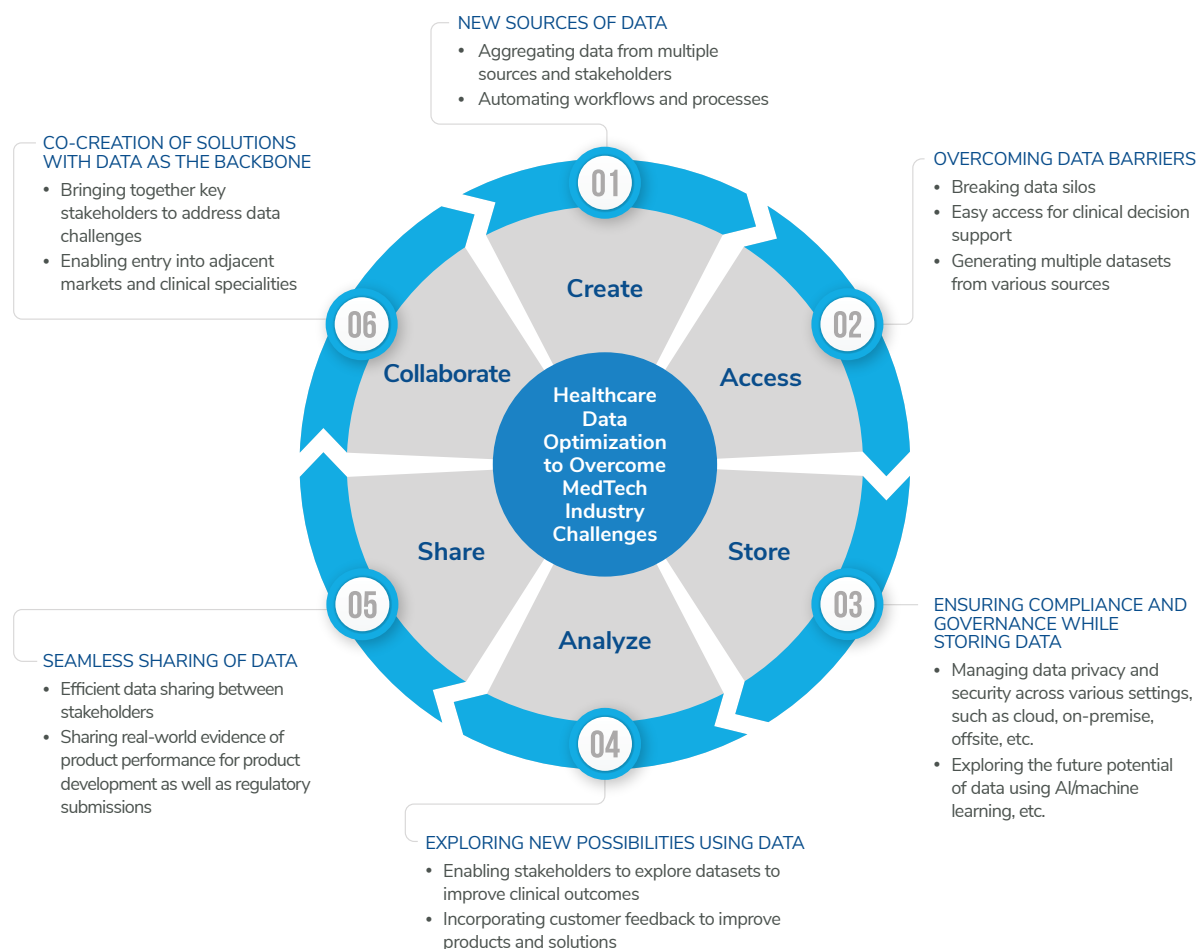 NEW SOURCES OF DATA
• Aggregating data from multiple
sources and stakeholders
• Automating workflows and processes
CO-CREATION OF SOLUTIONS
WITH DATA AS THE BACKBONE
• Bringing together key
stakeholders to address data
challenges
• Enabling entry into adjacent
markets and clinical specialities
OVERCOMING DATA BARRIERS
• Breaking data silos
• Easy access for clinical decision
support
• Generating multiple datasets
from various sources
01
02
03
04
05
06
Create
Access
Store
Analyze
Share
Collaborate
Healthcare
Data
Optimization
to Overcome
MedTech
Industry
Challenges
ENSURING COMPLIANCE AND
GOVERNANCE WHILE
STORING DATA
• Managing data privacy and
security across various settings,
such as cloud, on-premise,
offsite, etc.
• Exploring the future potential
of data using AI/machine
learning, etc.
SEAMLESS SHARING OF DATA
• Efficient data sharing between
stakeholders
• Sharing real-world evidence of
product performance for product
development as well as regulatory
submissions
EXPLORING NEW POSSIBILITIES USING DATA
• Enabling stakeholders to explore datasets to
improve clinical outcomes
• Incorporating customer feedback to improve
products and solutions